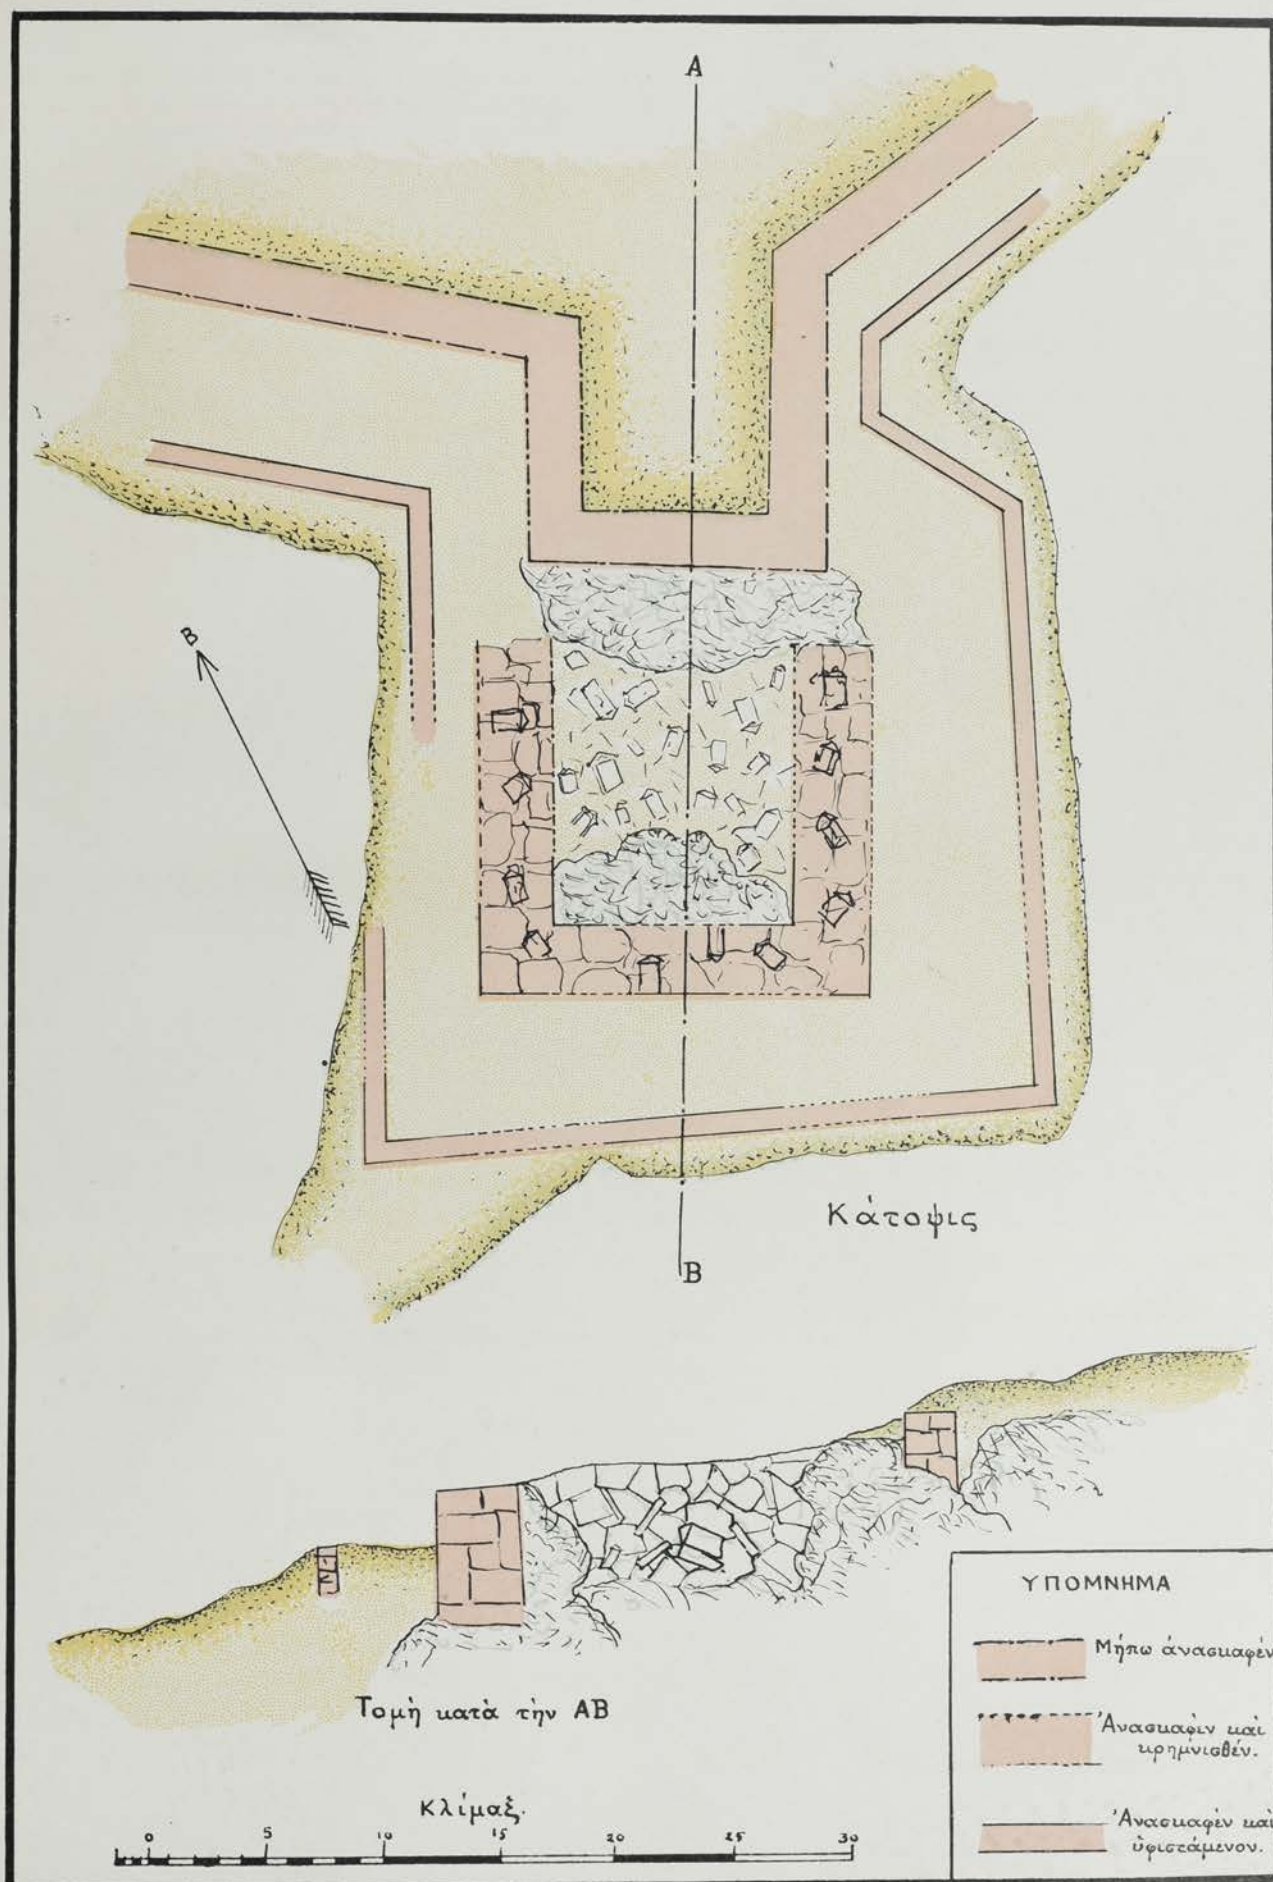 A
B
Κάτοψις
B
Τομὴ κατὰ τὴν ΑΒ
Κλίμαξ.
0 5 10 15 20 25 30
ΥΠΟΜΝΗΜΑ
Μήπω ἀνασκαφέν
Ἀνασκαφὲν καὶ
κρημνισθέν.
Ἀνασκαφὲν καὶ
ὑφιστάμενον.